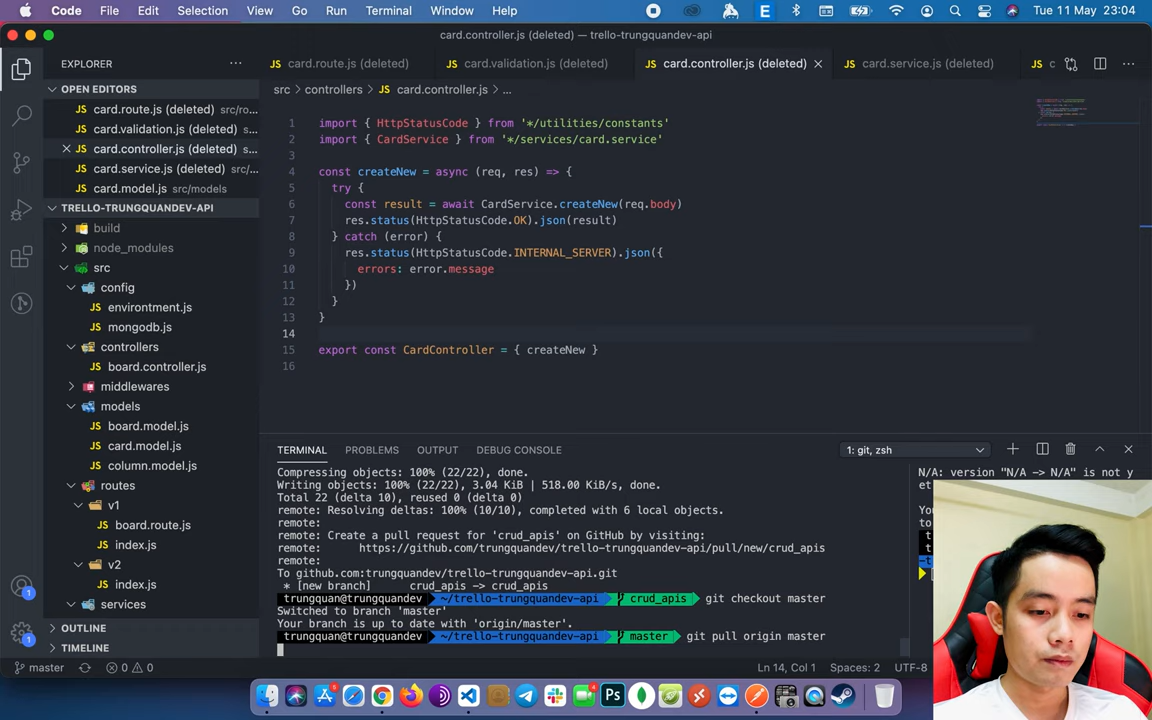 Code File Edit Selection View Go Run Terminal Window Help
Tue 11 May 23:04
card.controller.js (deleted) — trello-trungquandev-api
EXPLORER
card.route.js (deleted)
card.validation.js (deleted)
card.controller.js (deleted)
card.service.js (deleted)
OPEN EDITORS
card.route.js (deleted) src/ro...
card.validation.js (deleted) s...
card.controller.js (deleted) s...
card.service.js (deleted) src/...
card.model.js src/models
TRELLO-TRUNGQUANDEV-API
build
node_modules
src
config
environtment.js
mongodb.js
controllers
board.controller.js
middlewares
models
board.model.js
card.model.js
column.model.js
routes
v1
board.route.js
index.js
v2
index.js
services
OUTLINE
TIMELINE
src > controllers > JS card.controller.js > ...
1 import { HttpStatusCode } from '*/utilities/constants'
2 import { CardService } from '*/services/card.service'
3
4 const createNew = async (req, res) => {
5 try {
6 const result = await CardService.createNew(req.body)
7 res.status(HttpStatusCode.OK).json(result)
8 } catch (error) {
9 res.status(HttpStatusCode.INTERNAL_SERVER).json({
10 errors: error.message
11 })
12 }
13 }
14
15 export const CardController = { createNew }
16
TERMINAL PROBLEMS OUTPUT DEBUG CONSOLE
1: git, zsh
Compressing objects: 100% (22/22), done.
Writing objects: 100% (22/22), 3.04 KiB | 518.00 KiB/s, done.
Total 22 (delta 10), reused 0 (delta 0)
remote: Resolving deltas: 100% (10/10), completed with 6 local objects.
remote:
remote: Create a pull request for 'crud_apis' on GitHub by visiting:
remote: https://github.com/trungquandev/trello-trungquandev-api/pull/new/crud_apis
remote:
To github.com:trungquandev/trello-trungquandev-api.git
* [new branch] crud_apis -> crud_apis
trungquan@trungquandev ~/trello-trungquandev-api crud_apis git checkout master
Switched to branch 'master'
Your branch is up to date with 'origin/master'.
trungquan@trungquandev ~/trello-trungquandev-api master git pull origin master
N/A: version "N/A -> N/A" is not y
et
master 0 0
Ln 14, Col 1 Spaces: 2 UTF-8